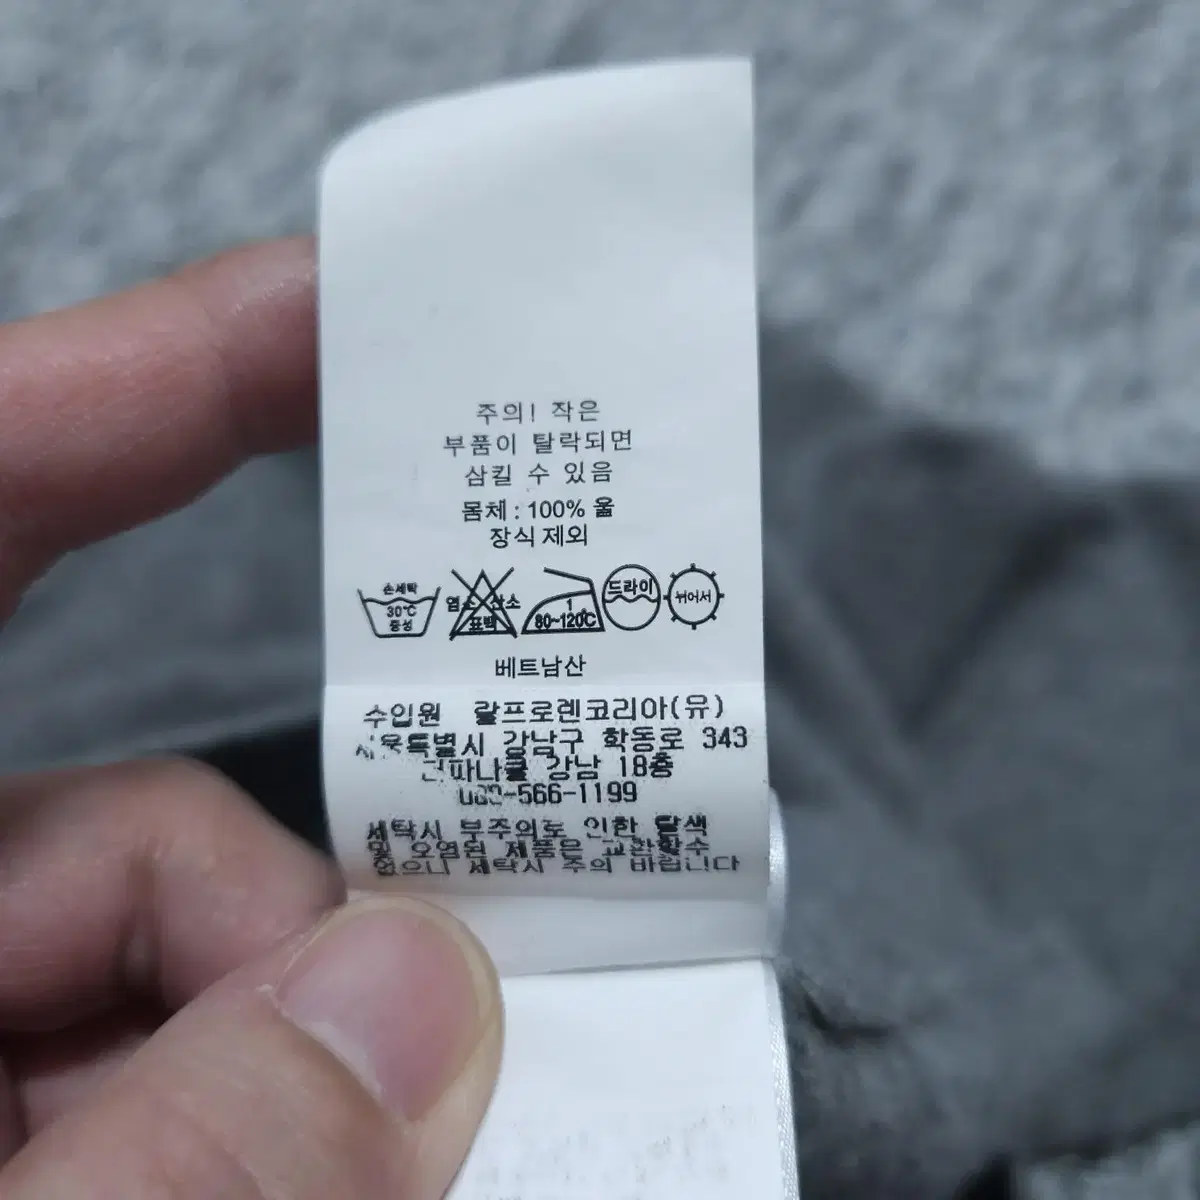 주의! 작은
부품이 탈락되면
삼킬 수 있음
몸체 : 100% 울
장식 제외
손세탁
30℃
중성
염소 산소
표백
1
80~120℃
드라이
뉘어서
베트남산
수입원 랄프로렌코리아(유)
서울특별시 강남구 학동로 343
강남 18층
-566-1199
세탁시 부주의로 인한 탈색
및 오염된 제품은 교환할수
없으니 세탁시 주의 바랍니다